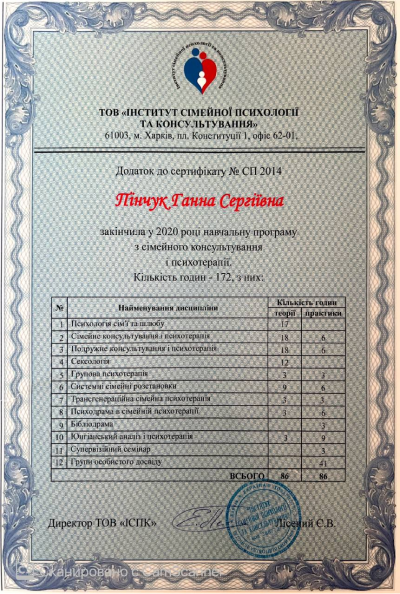 ТОВ «ІНСТИТУТ СІМЕЙНОЇ ПСИХОЛОГІЇ
ТА КОНСУЛЬТУВАННЯ»
61003, м. Харків, пл. Конституції 1, офіс 62-01,
Додаток до сертифікату № СП 2014
Пінчук Ганна Сергіївна
закінчила у 2020 році навчальну програму
з сімейного консультування
і психотерапії.
Кількість годин - 172, з них:
№ Найменування дисципліни Кількість годин
теорії практики
1 Психологія сім'ї та шлюбу 17
2 Сімейне консультування і психотерапія 18 6
3 Подружнє консультування і психотерапія 18 6
4 Сексологія 12
5 Групова психотерапія 3 3
6 Системні сімейні розстановки 9 6
7 Трансгенераційна сімейна психотерапія 3 3
8 Психодрама в сімейній психотерапії 3 6
9 Бібліодрама 3
10 Юнгіанський аналіз і психотерапія 3 9
11 Супервізійний семінар 3
12 Групи особистого досвіду 41
ВСЬОГО 86 86
Директор ТОВ «ІСПК» Лісений Є.В.
Сканировано с CamScanner